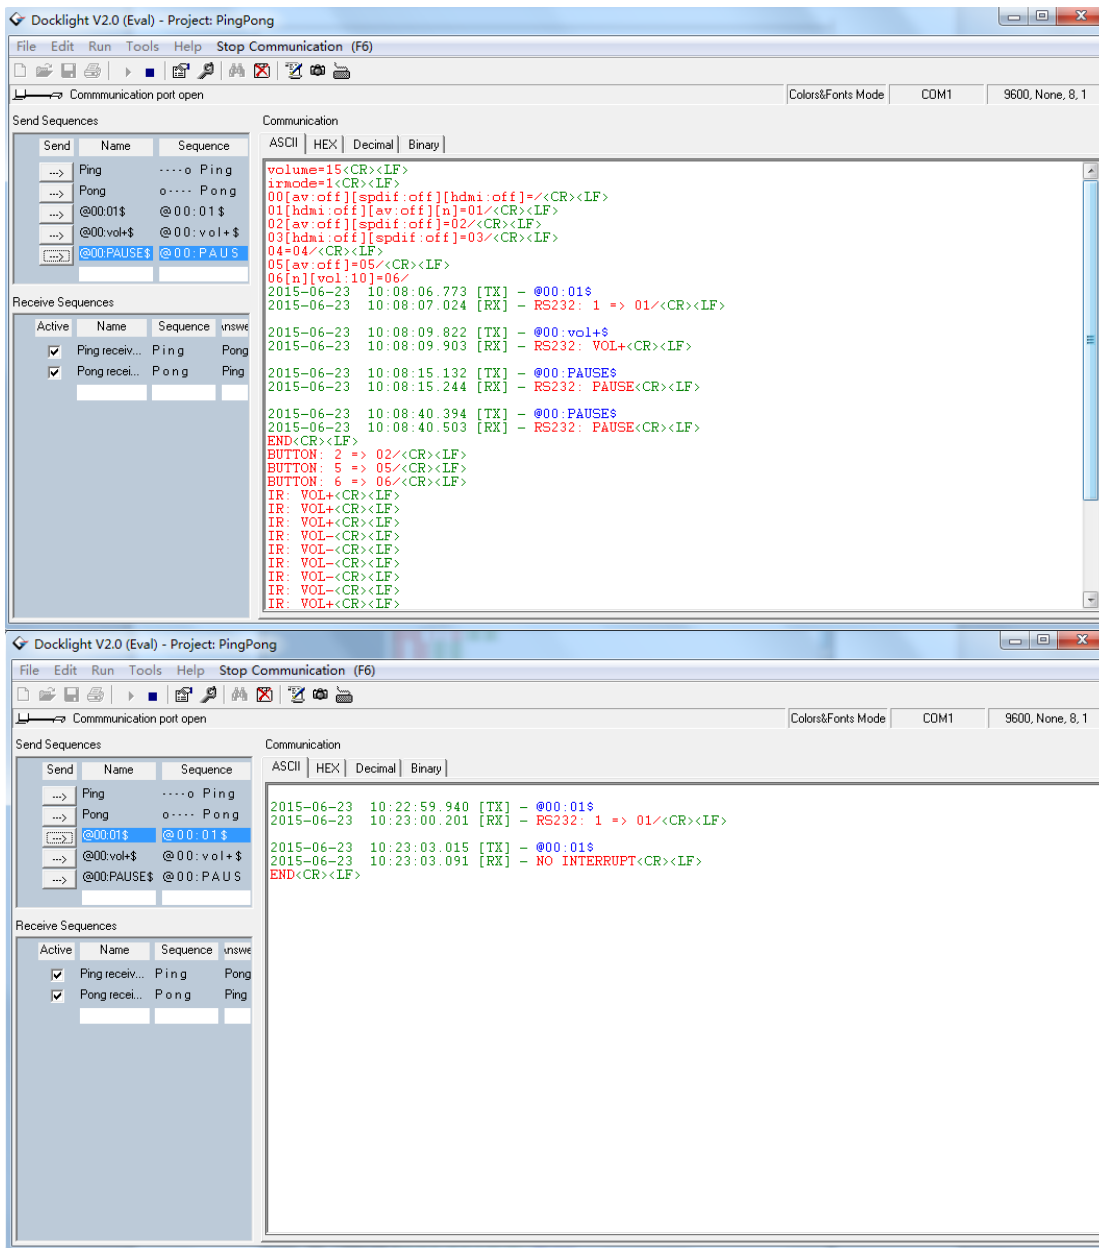 Docklight V2.0 (Eval) - Project: PingPong
File Edit Run Tools Help Stop Communication (F6)
Commmunication port open Colors&Fonts Mode COM1 9600, None, 8, 1
Send Sequences
Send Name Sequence
---> Ping ----o Ping
---> Pong o---- Pong
---> @00:01$ @00:01$
---> @00:vol+$ @00:vol+$
---> @00:PAUSE$ @00:PAUS
Receive Sequences
Active Name Sequence \nswe
Ping receiv... Ping Pong
Pong recei... Pong Ping
Communication
ASCII HEX Decimal Binary
volume=15<CR><LF>
irmode=1<CR><LF>
00[av:off][spdif:off][hdmi:off]=/<CR><LF>
01[hdmi:off][av:off][n]=01/<CR><LF>
02[av:off][spdif:off]=02/<CR><LF>
03[hdmi:off][spdif:off]=03/<CR><LF>
04=04/<CR><LF>
05[av:off]=05/<CR><LF>
06[n][vol:10]=06/
2015-06-23 10:08:06.773 [TX] - @00:01$
2015-06-23 10:08:07.024 [RX] - RS232: 1 => 01/<CR><LF>
2015-06-23 10:08:09.822 [TX] - @00:vol+$
2015-06-23 10:08:09.903 [RX] - RS232: VOL+<CR><LF>
2015-06-23 10:08:15.132 [TX] - @00:PAUSE$
2015-06-23 10:08:15.244 [RX] - RS232: PAUSE<CR><LF>
2015-06-23 10:08:40.394 [TX] - @00:PAUSE$
2015-06-23 10:08:40.503 [RX] - RS232: PAUSE<CR><LF>
END<CR><LF>
BUTTON: 2 => 02/<CR><LF>
BUTTON: 5 => 05/<CR><LF>
BUTTON: 6 => 06/<CR><LF>
IR: VOL+<CR><LF>
IR: VOL+<CR><LF>
IR: VOL+<CR><LF>
IR: VOL-<CR><LF>
IR: VOL-<CR><LF>
IR: VOL-<CR><LF>
IR: VOL-<CR><LF>
IR: VOL-<CR><LF>
IR: VOL+<CR><LF>
Docklight V2.0 (Eval) - Project: PingPong
File Edit Run Tools Help Stop Communication (F6)
Commmunication port open Colors&Fonts Mode COM1 9600, None, 8, 1
Send Sequences
Send Name Sequence
---> Ping ----o Ping
---> Pong o---- Pong
---> @00:01$ @00:01$
---> @00:vol+$ @00:vol+$
---> @00:PAUSE$ @00:PAUS
Receive Sequences
Active Name Sequence \nswe
Ping receiv... Ping Pong
Pong recei... Pong Ping
Communication
ASCII HEX Decimal Binary
2015-06-23 10:22:59.940 [TX] - @00:01$
2015-06-23 10:23:00.201 [RX] - RS232: 1 => 01/<CR><LF>
2015-06-23 10:23:03.015 [TX] - @00:01$
2015-06-23 10:23:03.091 [RX] - NO INTERRUPT<CR><LF>
END<CR><LF>